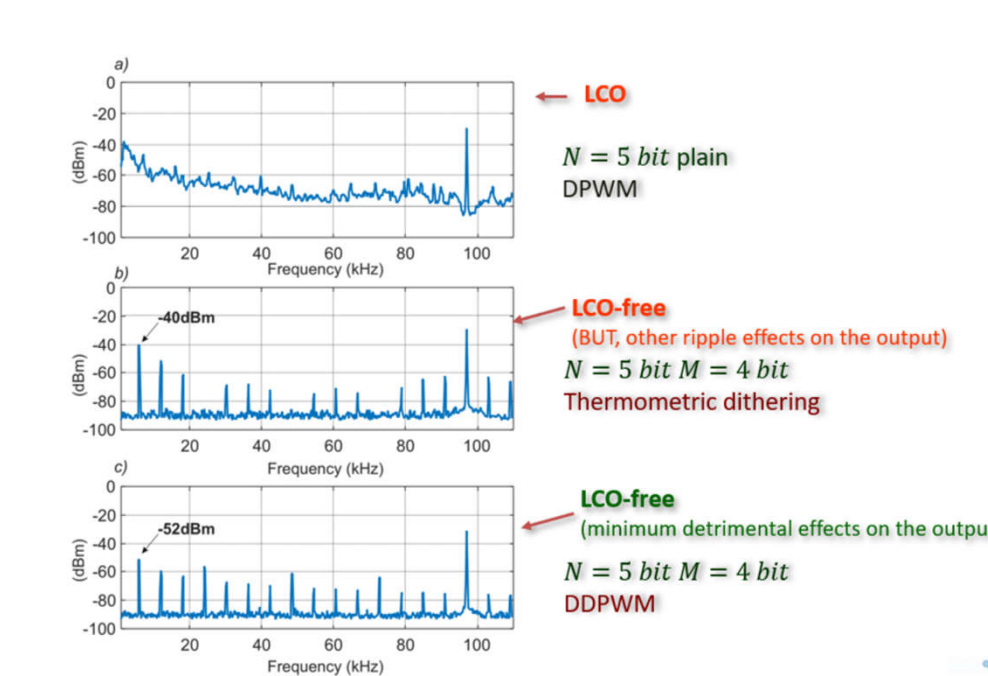 a)
0
-20
-40
-60
-80
-100
(dBm)
20 40 60 80 100
Frequency (kHz)
LCO
N = 5 bit plain
DPWM
b)
0
-20
-40
-60
-80
-100
(dBm)
-40dBm
20 40 60 80 100
Frequency (kHz)
LCO-free
(BUT, other ripple effects on the output)
N = 5 bit M = 4 bit
Thermometric dithering
c)
0
-20
-40
-60
-80
-100
(dBm)
-52dBm
20 40 60 80 100
Frequency (kHz)
LCO-free
(minimum detrimental effects on the outpu
N = 5 bit M = 4 bit
DDPWM